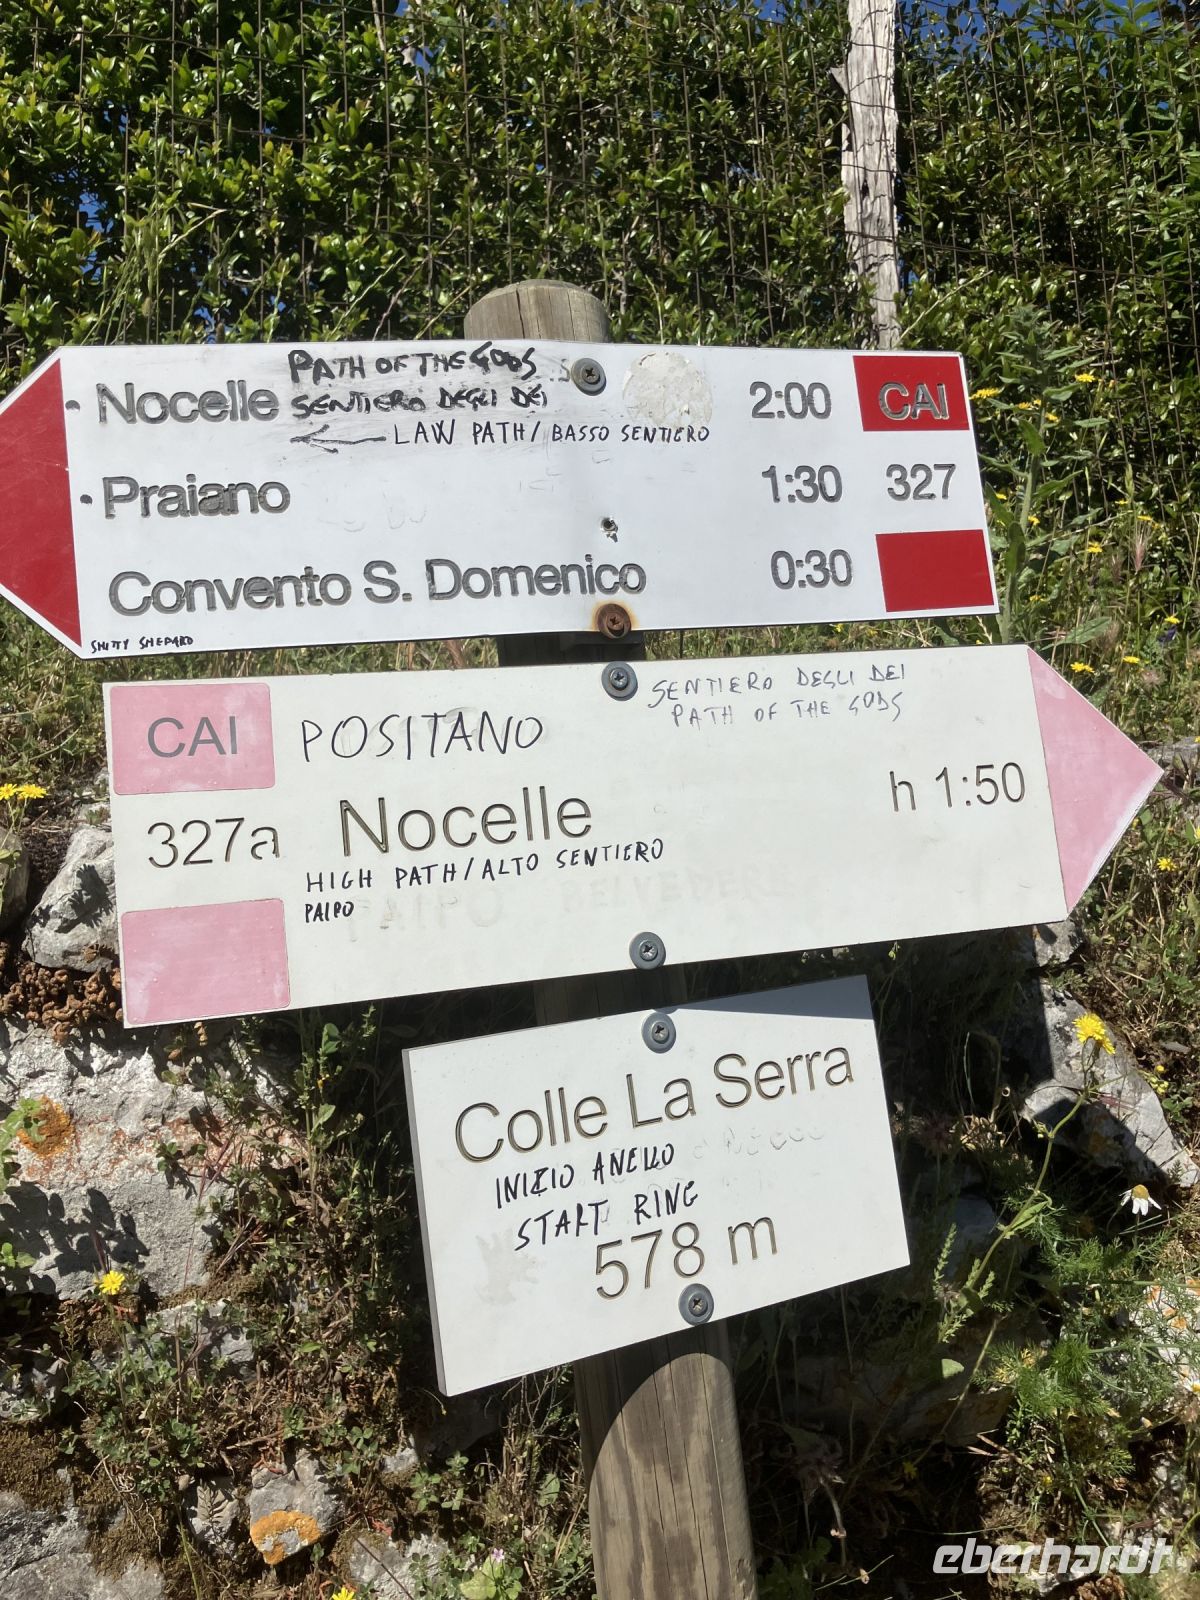 PATH OF THE GODS
Nocelle SENTIERO DEGLI DEI 2:00 CAI
LAW PATH/BASSO SENTIERO
Praiano 1:30 327
Convento S. Domenico 0:30
SHITTY SHEPARD
CAI POSITANO SENTIERO DEGLI DEI
PATH OF THE GODS
327a Nocelle h 1:50
HIGH PATH/ALTO SENTIERO
PAIPO
PAIPO BELVEDERE
Colle La Serra
INIZIO ANELLO
START RING
578 m
eberhardt